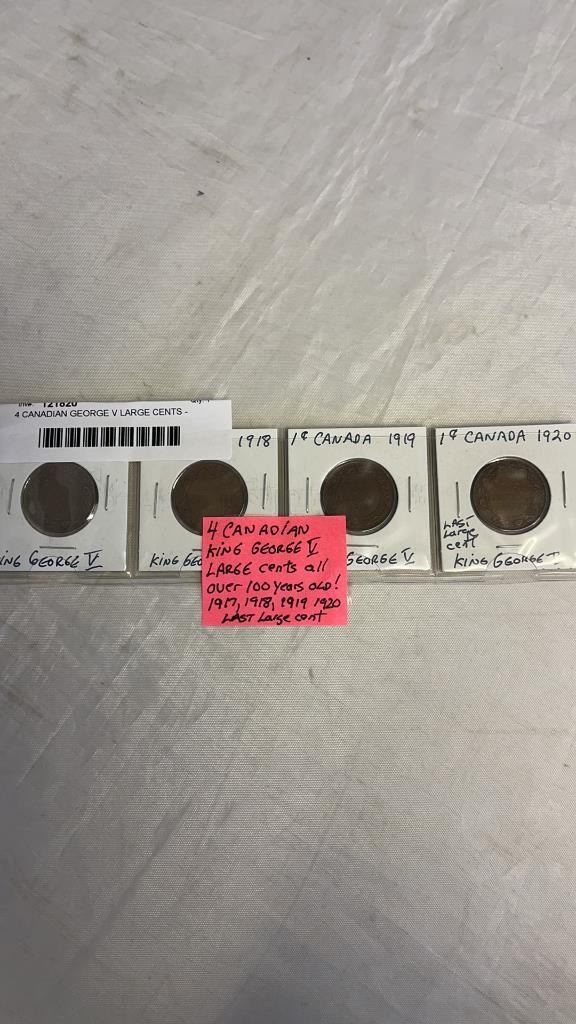 121820
4 CANADIAN GEORGE V LARGE CENTS -
1918
1¢ CANADA 1919
1¢ CANADA 1920
LAST
Large
cent
KING GEORGE V
KING
GEORGE V
KING GEORGE
4 CANADIAN
KING GEORGE V
LARGE cents all
over 100 years OLD!
1917, 1918, 1919 1920
LAST Large cent